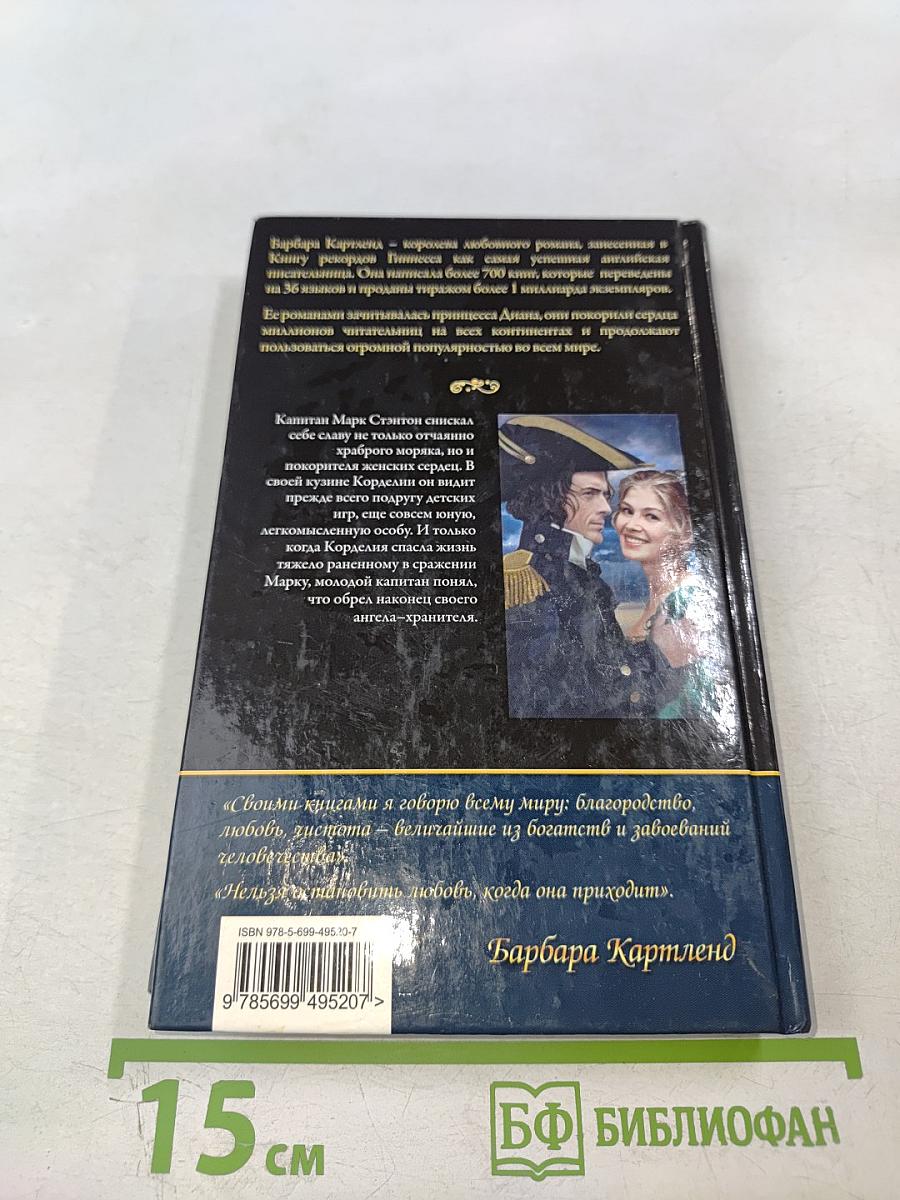 Барбара Картленд – королева любовного романа, занесенная в
Книгу рекордов Гиннесса как самая успешная английская
писательница. Она написала более 700 книг, которые переведены
на 36 языков и проданы тиражом более 1 миллиарда экземпляров.
Ее романами зачитывалась принцесса Диана, они покорили сердца
миллионов читательниц на всех континентах и продолжают
пользоваться огромной популярностью во всем мире.
Капитан Марк Стэнтон снискал
себе славу не только отчаянно
храброго моряка, но и
покорителя женских сердец. В
своей кузине Корделии он видит
прежде всего подругу детских
игр, еще совсем юную,
легкомысленную особу. И только
когда Корделия спасла жизнь
тяжело раненному в сражении
Марку, молодой капитан понял,
что обрел наконец своего
ангела–хранителя.
«Своими книгами я говорю всему миру: благородство,
любовь, чистота – величайшие из богатств и завоеваний
человечества».
«Нельзя остановить любовь, когда она приходит».
Барбара Картленд
ISBN 978-5-699-49520-7
9 785699 495207 >
15 см
БФ БИБЛИОФАН